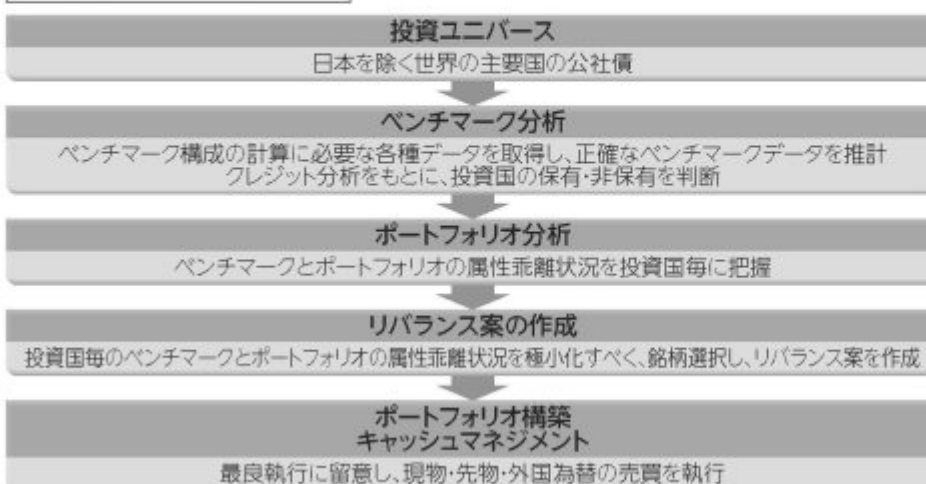 投資ユニバース
日本を除く世界の主要国の公社債
ベンチマーク分析
ベンチマーク構成の計算に必要な各種データを取得し、正確なベンチマークデータを推計
クレジット分析をもとに、投資国の保有・非保有を判断
ポートフォリオ分析
ベンチマークとポートフォリオの属性乖離状況を投資国毎に把握
リバランス案の作成
投資国毎のベンチマークとポートフォリオの属性乖離状況を極小化すべく、銘柄選択し、リバランス案を作成
ポートフォリオ構築
キャッシュマネジメント
最良執行に留意し、現物・先物・外国為替の売買を執行